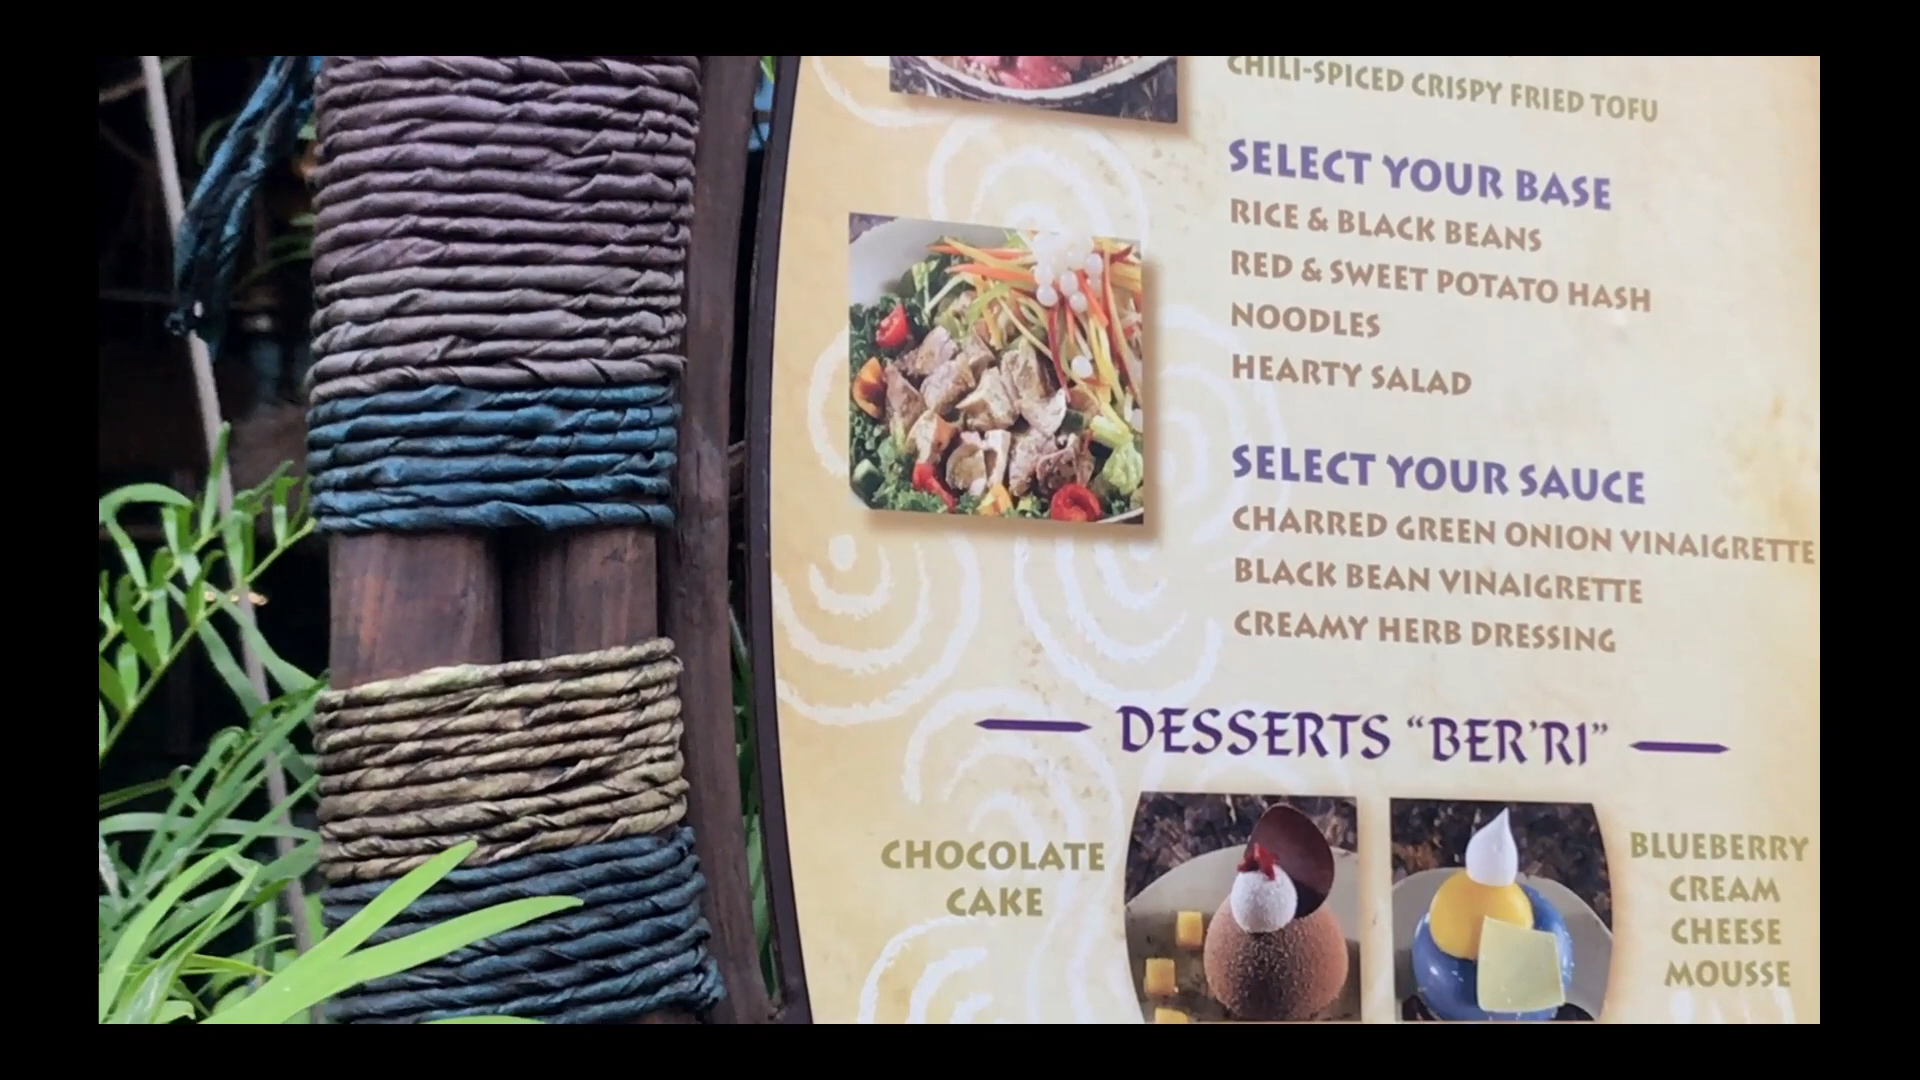 CHILI-SPICED CRISPY FRIED TOFU
SELECT YOUR BASE
RICE & BLACK BEANS
RED & SWEET POTATO HASH
NOODLES
HEARTY SALAD
SELECT YOUR SAUCE
CHARRED GREEN ONION VINAIGRETTE
BLACK BEAN VINAIGRETTE
CREAMY HERB DRESSING
DESSERTS “BER’RI”
CHOCOLATE
CAKE
BLUEBERRY
CREAM
CHEESE
MOUSSE